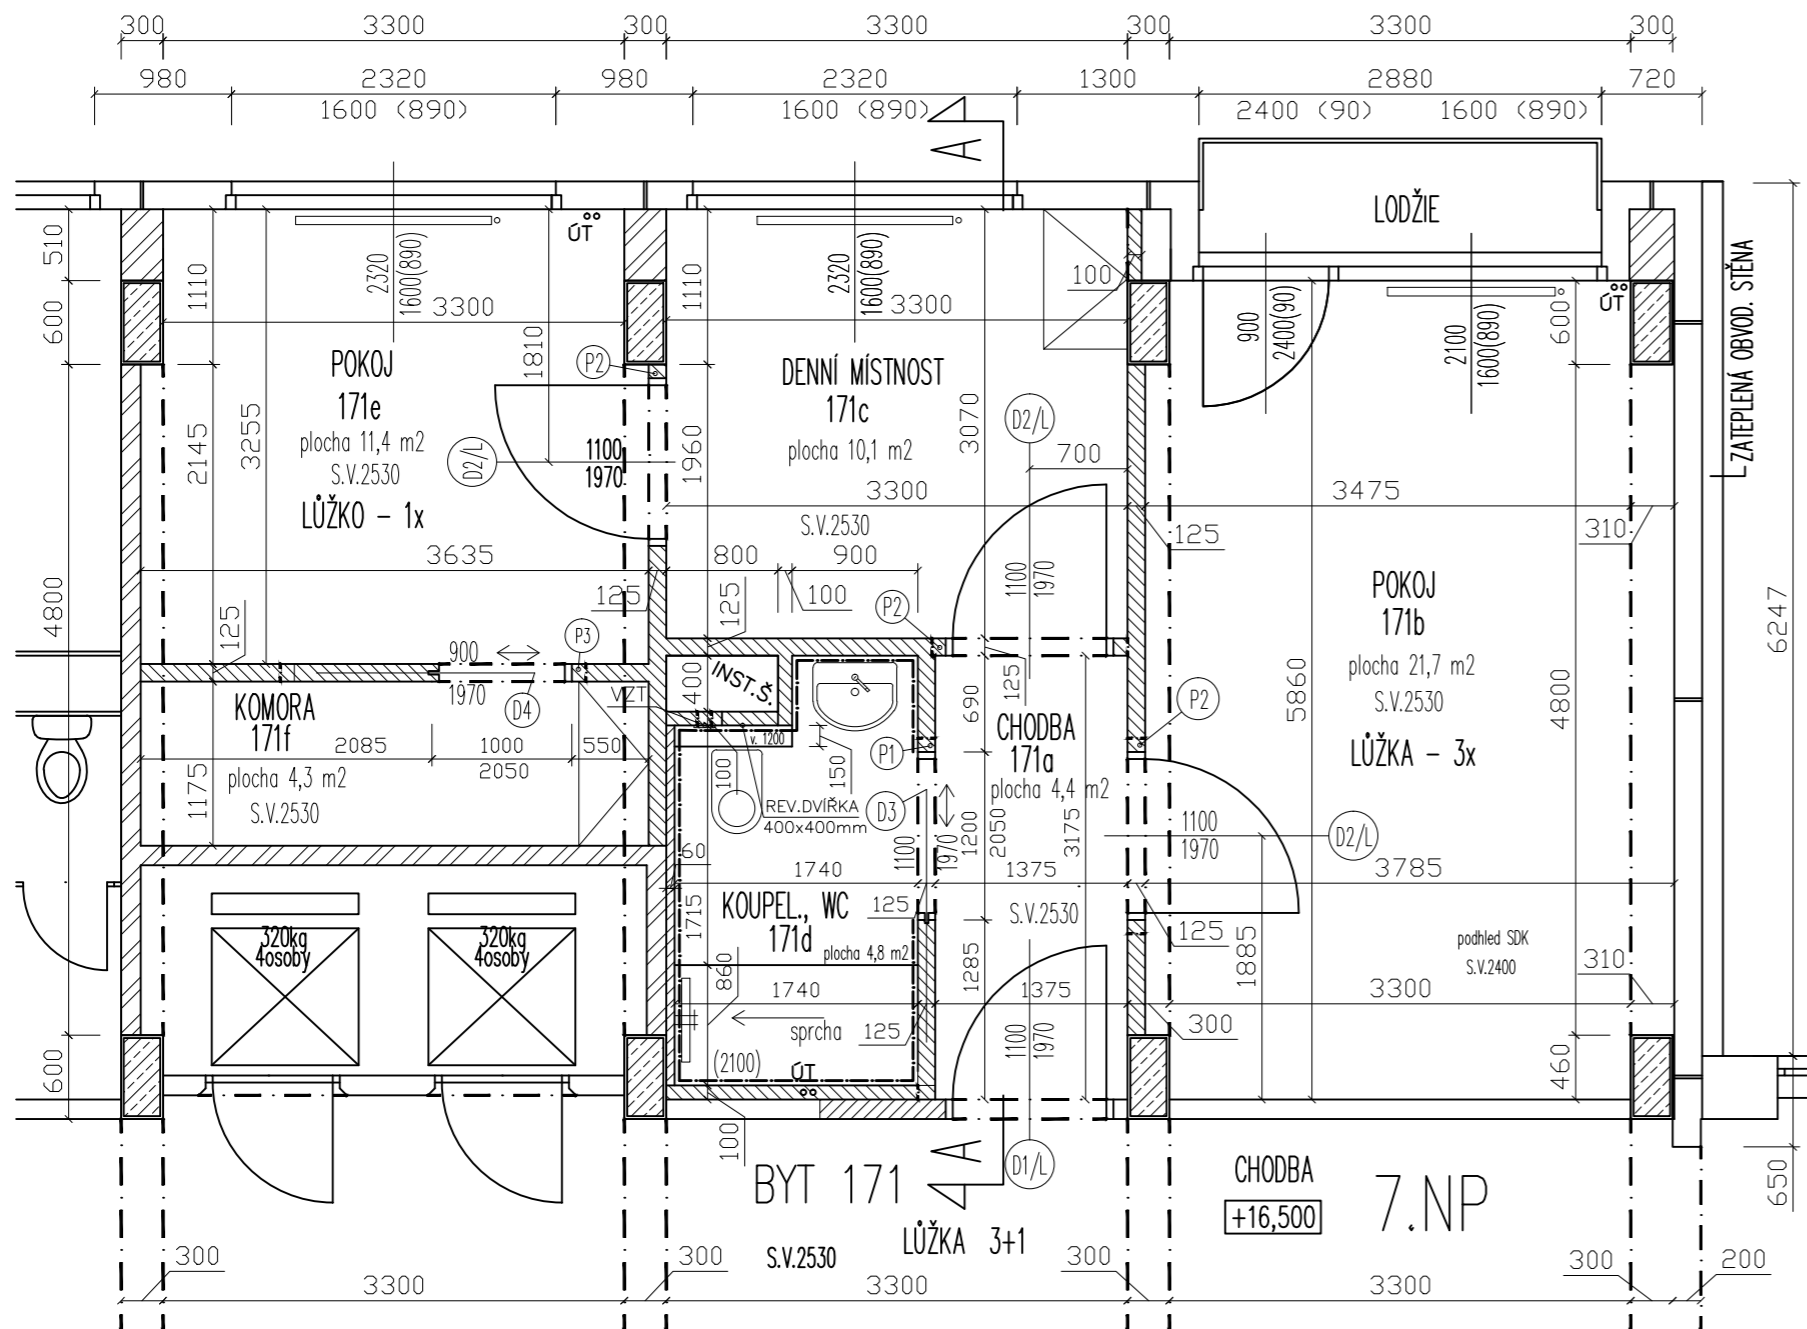 300 3300 300 3300 300 3300 300
980 2320 980 2320 1300 2880 720
1600 (890) 1600 (890) 2400 (90) 1600 (890)
A
LODŽIE
ÚT
ÚT
510
600
4800
600
1110
2145
3255
125
1175
2320
1600(890)
3300
1810
P2
POKOJ
171e
plocha 11,4 m2
S.V.2530
LŮŽKO - 1x
D2/L
1100
1970
3635
125
1110
1960
2320
1600(890)
3300
100
DENNÍ MÍSTNOST
171c
plocha 10,1 m2
3070
D2/L
700
3300
S.V.2530
800 900
125
100
P2
1100
1970
900
2400(90)
2100
1600(890)
600
ZATEPLENÁ OBVOD. STĚNA
6247
3475
125
310
POKOJ
171b
plocha 21,7 m2
S.V.2530
LŮŽKA - 3x
5860
4800
900
1970
D4
P3
VZT
KOMORA
171f
2085 1000 550
2050
plocha 4,3 m2
S.V.2530
INST.Š.
400
v. 1200
100
150
REV.DVÍŘKA
400x400mm
P1
D3
690
125
CHODBA
171a
plocha 4,4 m2
1100
1970
1200
2050
3175
P2
1100
1970
D2/L
60
1740 1375 3785
1715
KOUPEL., WC
171d
plocha 4,8 m2
125
S.V.2530
125
1885
podhled SDK
S.V.2400
310
320kg
4osoby
320kg
4osoby
860
1740
1285
1375
3300
sprcha
125
300
(2100)
ÚT
1100
1970
460
100
A
D1/L
BYT 171
LŮŽKA 3+1
S.V.2530
CHODBA
+16,500
7.NP
650
300 300 300 300 200
3300 3300 3300